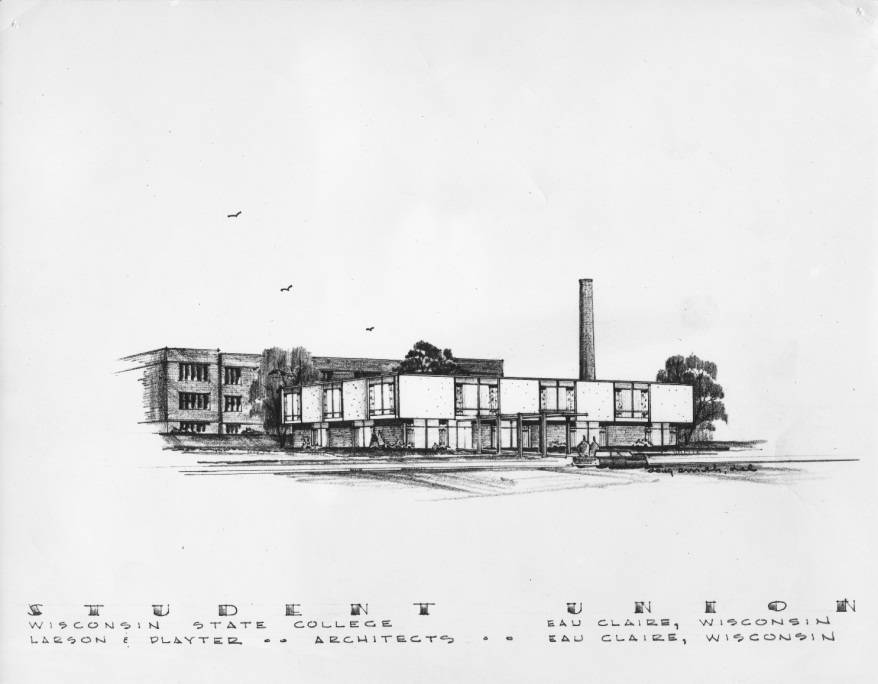 STUDENT UNION
WISCONSIN STATE COLLEGE EAU CLAIRE, WISCONSIN
LARSON & PLAYTER •• ARCHITECTS •• EAU CLAIRE, WISCONSIN